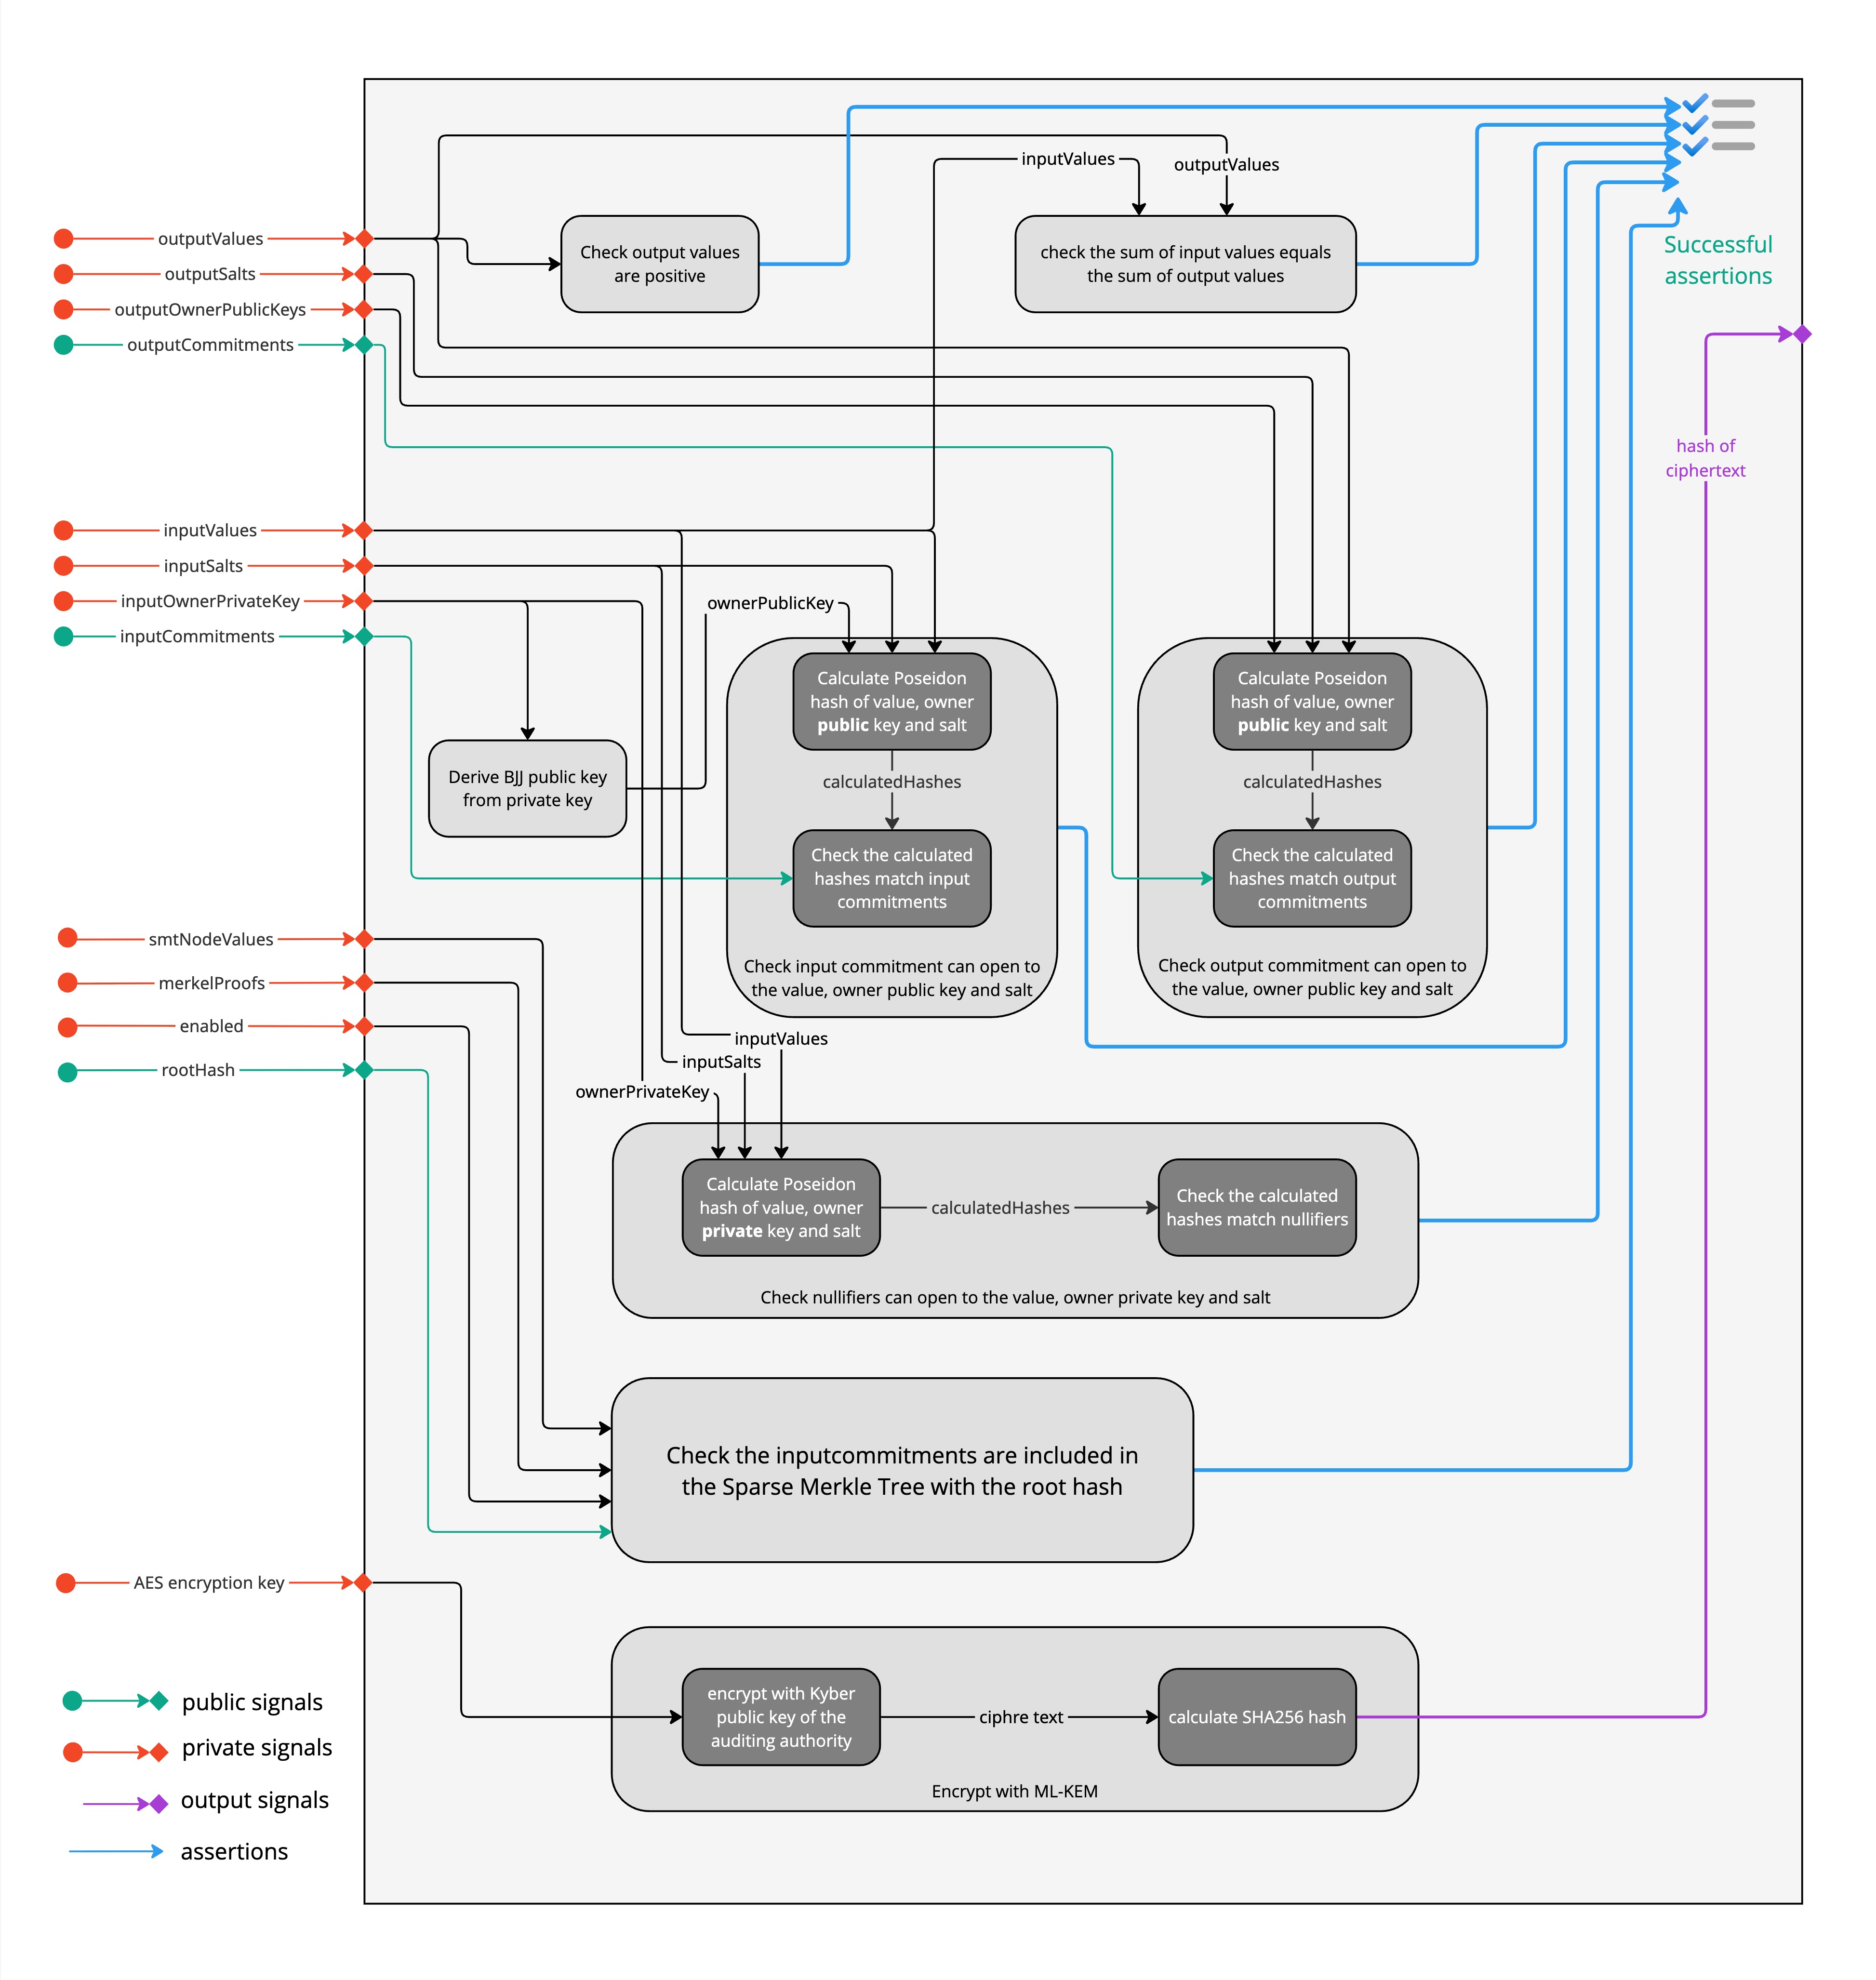 inputValues
outputValues
outputValues
outputSalts
outputOwnerPublicKeys
outputCommitments
Check output values
are positive
check the sum of input values equals
the sum of output values
Successful
assertions
hash of
ciphertext
inputValues
inputSalts
inputOwnerPrivateKey
inputCommitments
ownerPublicKey
Calculate Poseidon
hash of value, owner
public key and salt
calculatedHashes
Check the calculated
hashes match input
commitments
Check input commitment can open to
the value, owner public key and salt
Calculate Poseidon
hash of value, owner
public key and salt
calculatedHashes
Check the calculated
hashes match output
commitments
Check output commitment can open to
the value, owner public key and salt
Derive BJJ public key
from private key
smtNodeValues
merkelProofs
enabled
rootHash
inputValues
inputSalts
ownerPrivateKey
Calculate Poseidon
hash of value, owner
private key and salt
calculatedHashes
Check the calculated
hashes match nullifiers
Check nullifiers can open to the value, owner private key and salt
Check the inputcommitments are included in
the Sparse Merkle Tree with the root hash
AES encryption key
encrypt with Kyber
public key of the
auditing authority
ciphre text
calculate SHA256 hash
Encrypt with ML-KEM
public signals
private signals
output signals
assertions